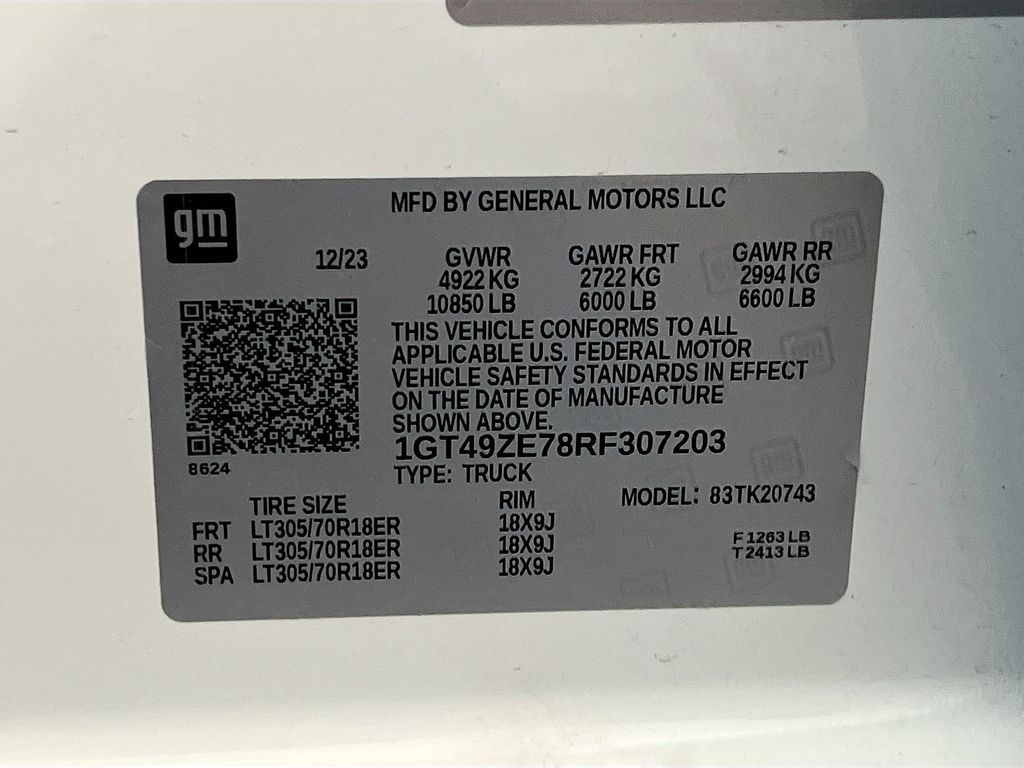 gm
MFD BY GENERAL MOTORS LLC
12/23 GVWR GAWR FRT GAWR RR
4922 KG 2722 KG 2994 KG
10850 LB 6000 LB 6600 LB
THIS VEHICLE CONFORMS TO ALL
APPLICABLE U.S. FEDERAL MOTOR
VEHICLE SAFETY STANDARDS IN EFFECT
ON THE DATE OF MANUFACTURE
SHOWN ABOVE.
1GT49ZE78RF307203
8624
TYPE: TRUCK
TIRE SIZE RIM MODEL: 83TK20743
FRT LT305/70R18ER 18X9J
RR LT305/70R18ER 18X9J
SPA LT305/70R18ER 18X9J
F 1263 LB
T 2413 LB